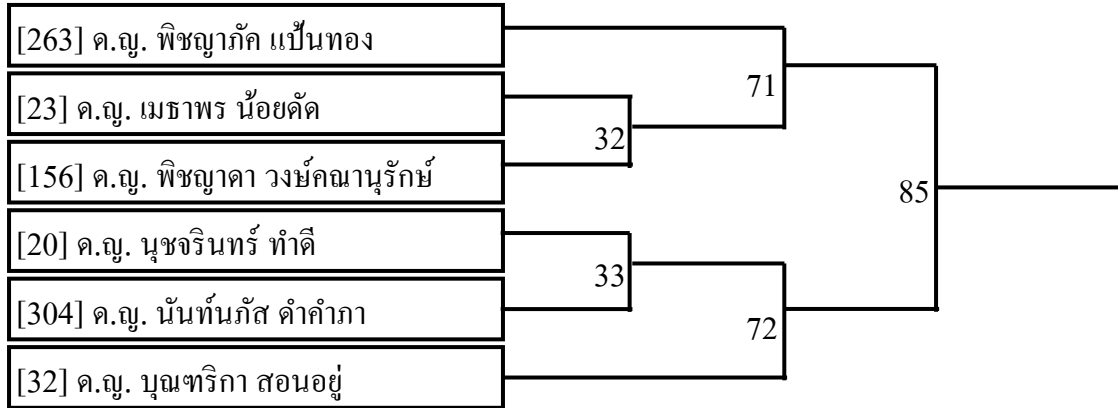 [263] ด.ญ. พิชญาภัค แป้นทอง
71
[23] ด.ญ. เมธาพร น้อยดัด
32
[156] ด.ญ. พิชญาดา วงษ์คณานุรักษ์
85
[20] ด.ญ. นุชจรินทร์ ทำดี
33
[304] ด.ญ. นันท์นภัส คำคำภา
72
[32] ด.ญ. บุณฑริกา สอนอยู่